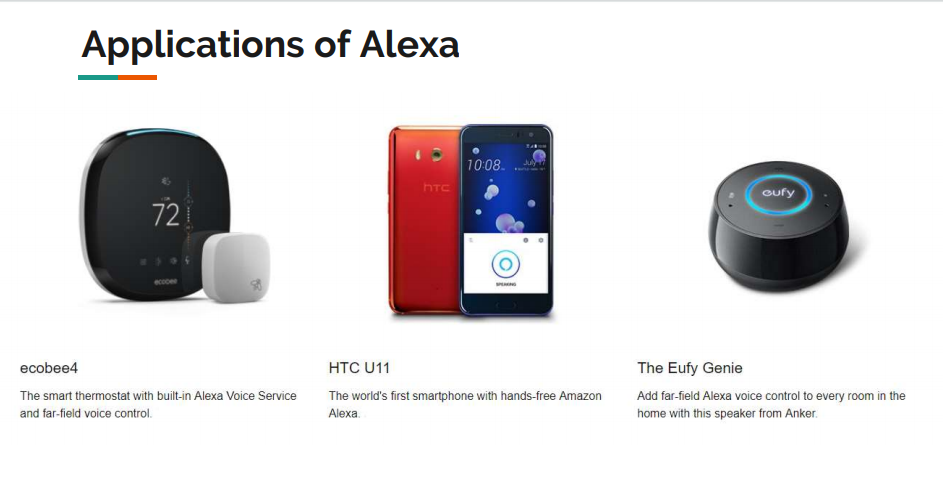 Applications of Alexa
72
ecobee
hTC
10:08
July
SPEAKING
eufy
ecobee4
The smart thermostat with built-in Alexa Voice Service
and far-field voice control.
HTC U11
The world's first smartphone with hands-free Amazon
Alexa.
The Eufy Genie
Add far-field Alexa voice control to every room in the
home with this speaker from Anker.